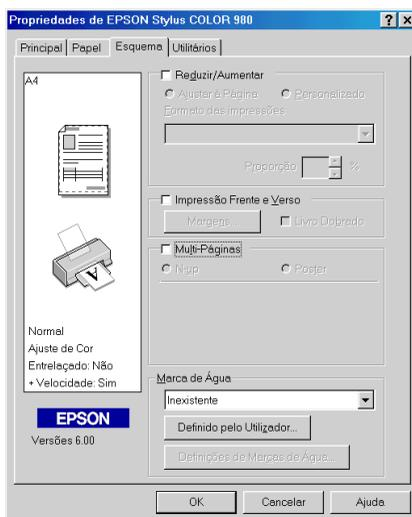 Propriedades de EPSON Stylus COLOR 980
Principal Papel Esquema Utilitários
A4
Normal
Ajuste de Cor
Entrelaçado: Não
+ Velocidade: Sim
EPSON
Versões 6.00
Reduzir/Aumentar
Ajustar à Página Personalizado
Formato das impressões
Proporção %
Impressão Frente e Verso
Margens... Livro Dobrado
Multi-Páginas
N-up Poster
Marca de Água
Inexistente
Definido pelo Utilizador...
Definições de Marcas de Água...
OK Cancelar Ajuda